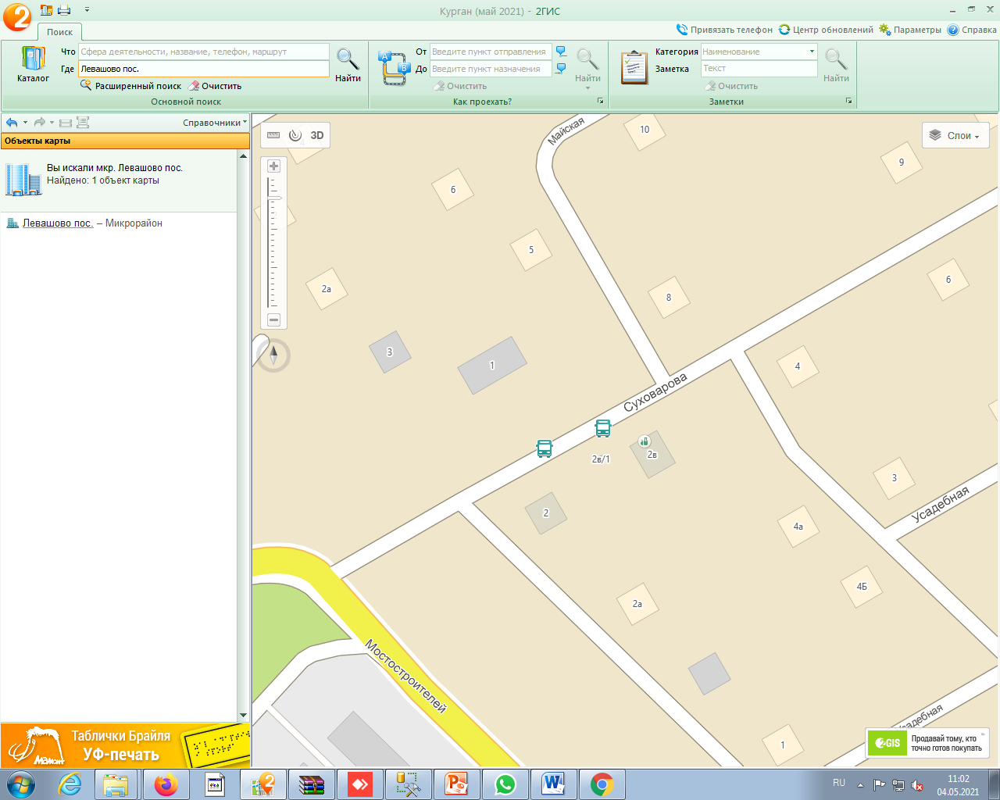 Курган (май 2021) - 2ГИС
Поиск
Привязать телефон
Центр обновлений
Параметры
Справка
Каталог
Что
Сфера деятельности, название, телефон, маршрут
Где
Левашово пос.
Расширенный поиск
Очистить
Найти
Основной поиск
От
Введите пункт отправления
До
Введите пункт назначения
Очистить
Найти
Как проехать?
Категория
Наименование
Заметка
Текст
Очистить
Найти
Заметки
Справочники
Объекты карты
Вы искали мкр. Левашово пос.
Найдено: 1 объект карты
Левашово пос. – Микрорайон
Таблички Брайля
УФ-печать
Мамонт
3D
Слои
Майская
10
9
6
5
2а
8
6
3
1
4
Суховарова
2в/1
2в
3
Усадебная
2
4а
4Б
2а
Мостостроителей
Усадебная
1
2GIS
Продавай тому, кто
точно готов покупать
RU
11:02
04.05.2021